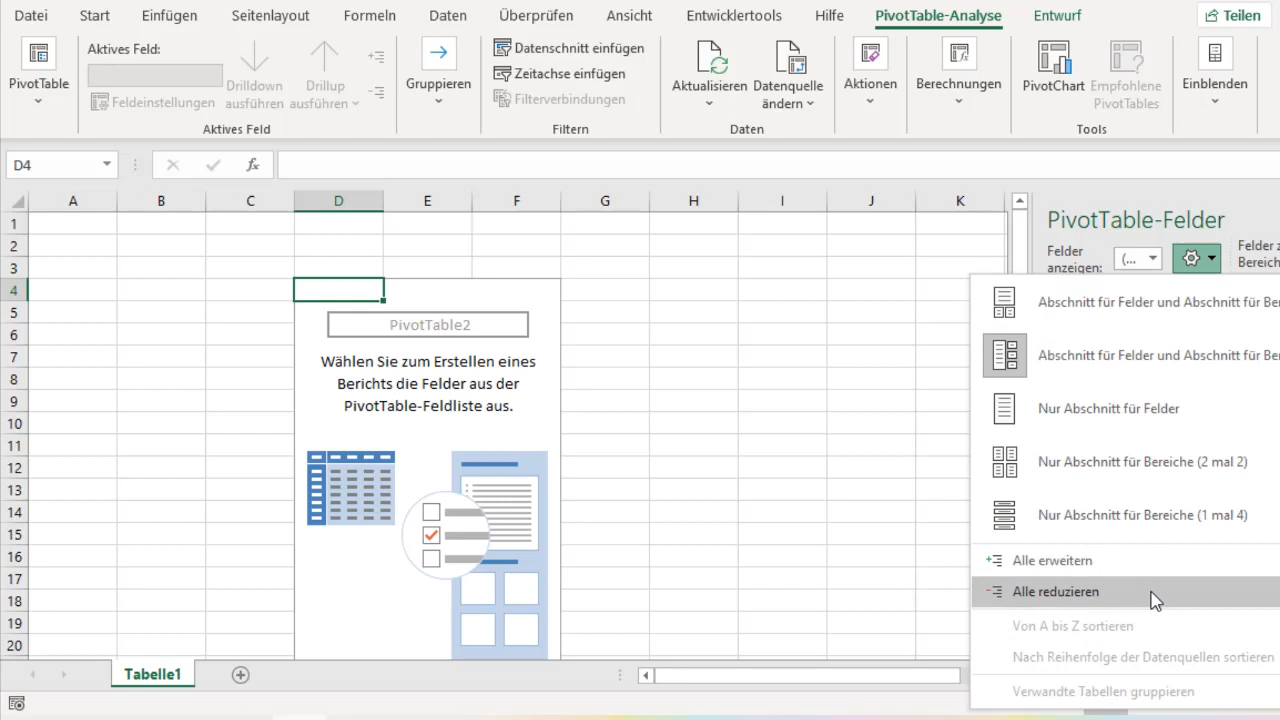 Datei Start Einfügen Seitenlayout Formeln Daten Überprüfen Ansicht Entwicklertools Hilfe PivotTable-Analyse Entwurf Teilen
PivotTable
Aktives Feld:
Feldeinstellungen
Drilldown
ausführen
Drillup
ausführen
Aktives Feld
Gruppieren
Datenschnitt einfügen
Zeitachse einfügen
Filterverbindungen
Filtern
Aktualisieren
Datenquelle
ändern
Daten
Aktionen
Berechnungen
PivotChart
Empfohlene
PivotTables
Tools
Einblenden
D4
fx
A B C D E F G H I J K
1
2
3
4
5
6
7
8
9
10
11
12
13
14
15
16
17
18
19
20
PivotTable2
Wählen Sie zum Erstellen eines
Berichts die Felder aus der
PivotTable-Feldliste aus.
PivotTable-Felder
Felder
anzeigen:
(...
Felder z
Bereich
Abschnitt für Felder und Abschnitt für Bere
Abschnitt für Felder und Abschnitt für Bere
Nur Abschnitt für Felder
Nur Abschnitt für Bereiche (2 mal 2)
Nur Abschnitt für Bereiche (1 mal 4)
Alle erweitern
Alle reduzieren
Von A bis Z sortieren
Nach Reihenfolge der Datenquellen sortieren
Verwandte Tabellen gruppieren
Tabelle1